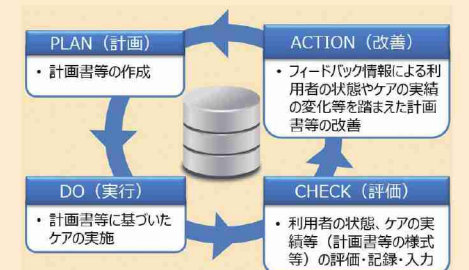 PLAN（計画）
・ 計画書等の作成
ACTION（改善）
・ フィードバック情報による利
用者の状態やケアの実績
の変化等を踏まえた計画
書等の改善
DO（実行）
・ 計画書等に基づいた
ケアの実施
CHECK（評価）
・ 利用者の状態、ケアの実
績等（計画書等の様式
等）の評価・記録・入力